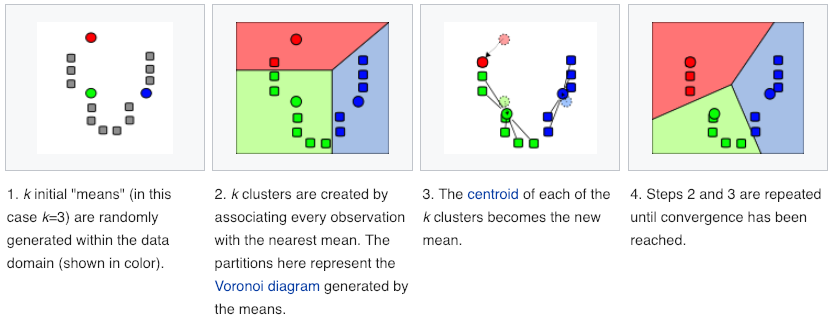 1. k initial "means" (in this
case k=3) are randomly
generated within the data
domain (shown in color).
2. k clusters are created by
associating every observation
with the nearest mean. The
partitions here represent the
Voronoi diagram generated by
the means.
3. The centroid of each of the
k clusters becomes the new
mean.
4. Steps 2 and 3 are repeated
until convergence has been
reached.